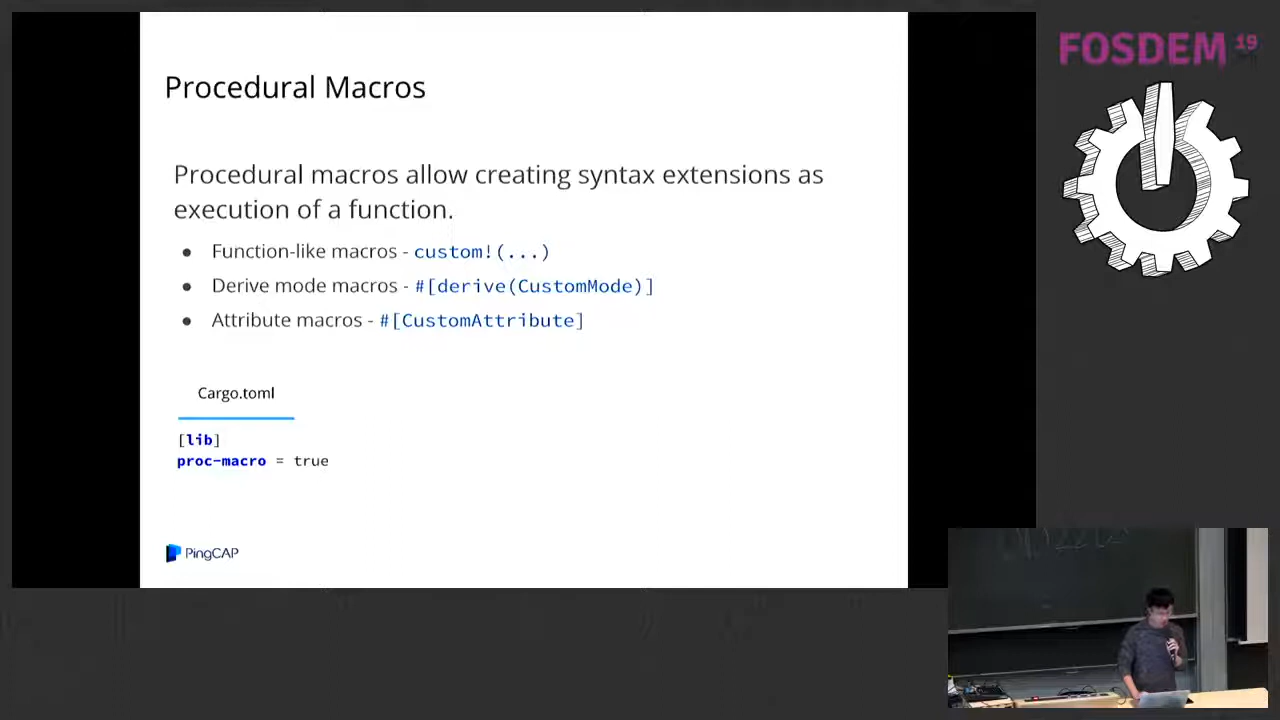 FOSDEM 19
Procedural Macros
Procedural macros allow creating syntax extensions as
execution of a function.
● Function-like macros - custom!(...)
● Derive mode macros - #[derive(CustomMode)]
● Attribute macros - #[CustomAttribute]
Cargo.toml
[lib]
proc-macro = true
PingCAP